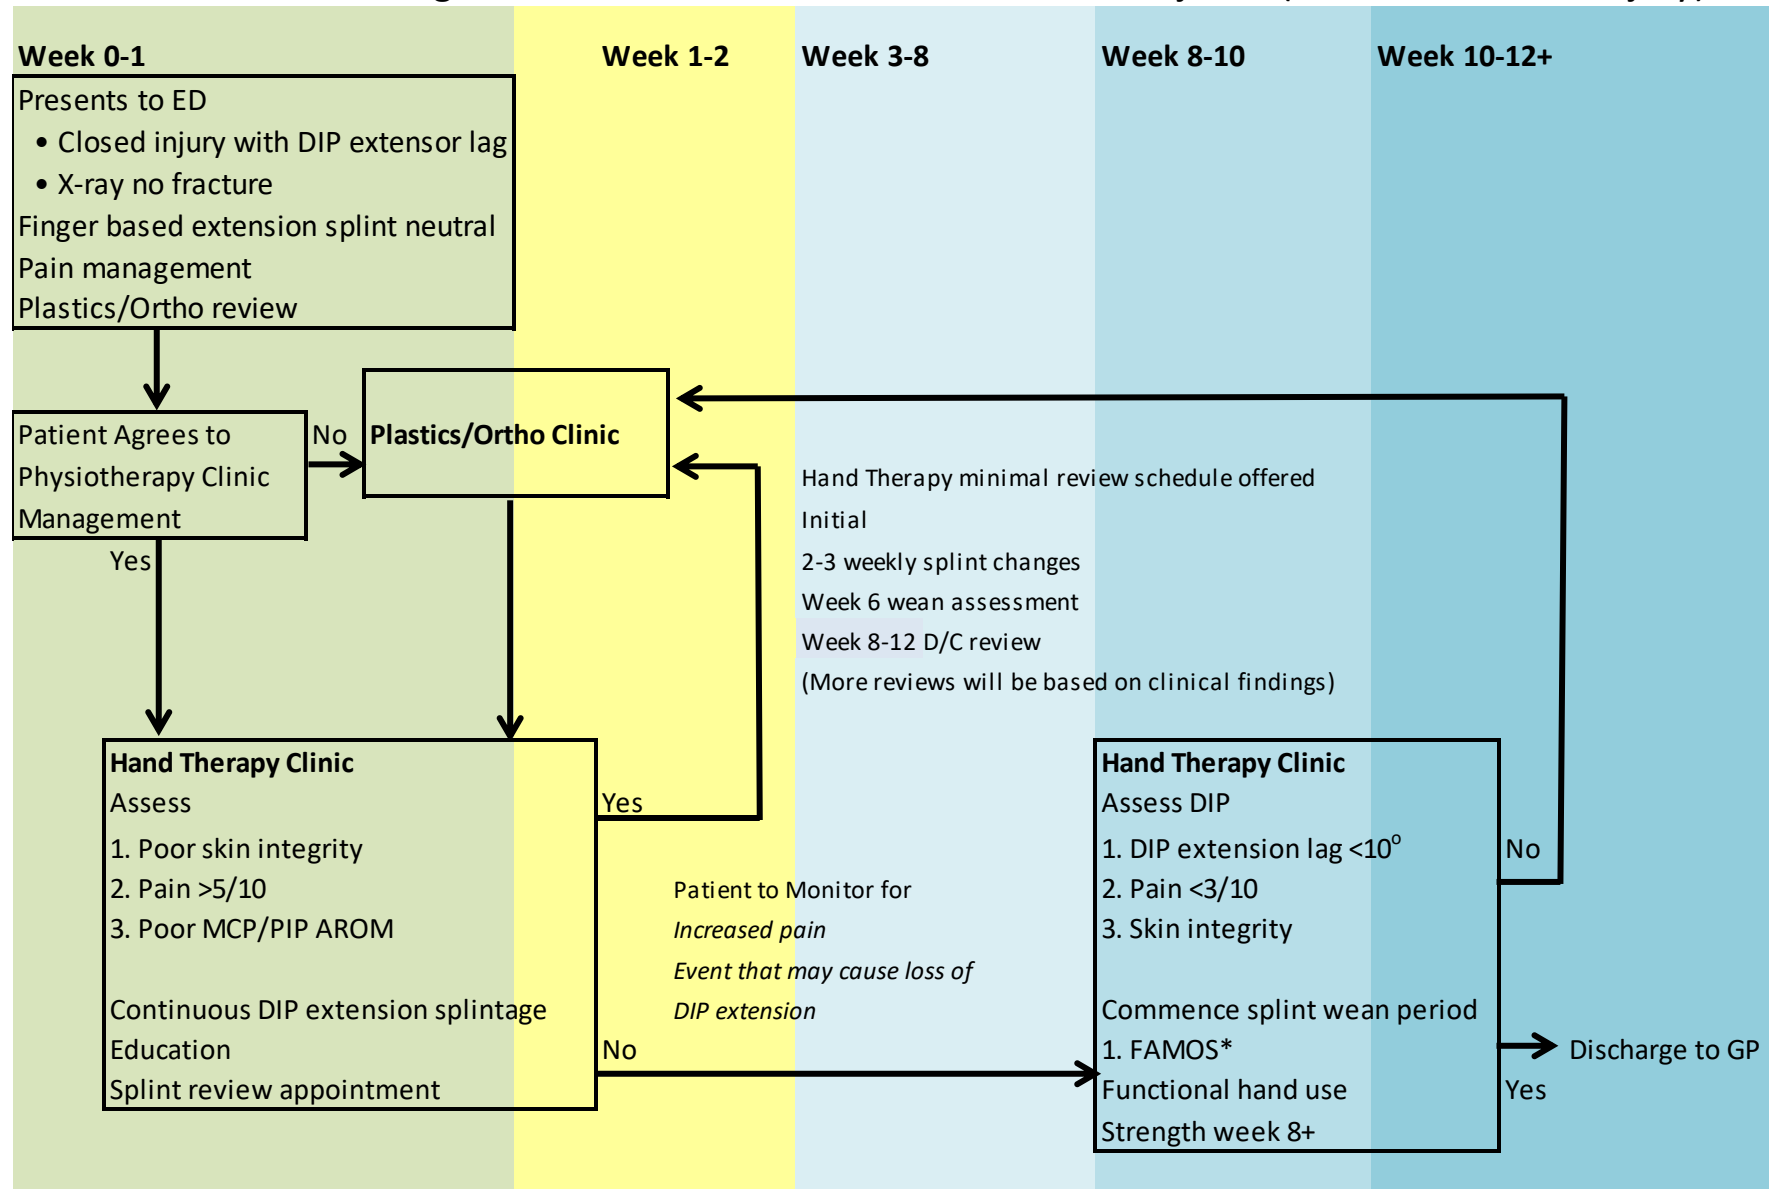 Week 0-1
Week 1-2
Week 3-8
Week 8-10
Week 10-12+
Presents to ED
• Closed injury with DIP extensor lag
• X-ray no fracture
Finger based extension splint neutral
Pain management
Plastics/Ortho review
Patient Agrees to
Physiotherapy Clinic
Management
No
Yes
Plastics/Ortho Clinic
Hand Therapy minimal review schedule offered
Initial
2-3 weekly splint changes
Week 6 wean assessment
Week 8-12 D/C review
(More reviews will be based on clinical findings)
Hand Therapy Clinic
Assess
1. Poor skin integrity
2. Pain >5/10
3. Poor MCP/PIP AROM
Continuous DIP extension splintage
Education
Splint review appointment
Yes
No
Patient to Monitor for
Increased pain
Event that may cause loss of
DIP extension
Hand Therapy Clinic
Assess DIP
1. DIP extension lag <10°
2. Pain <3/10
3. Skin integrity
Commence splint wean period
1. FAMOS*
Functional hand use
Strength week 8+
No
Discharge to GP
Yes